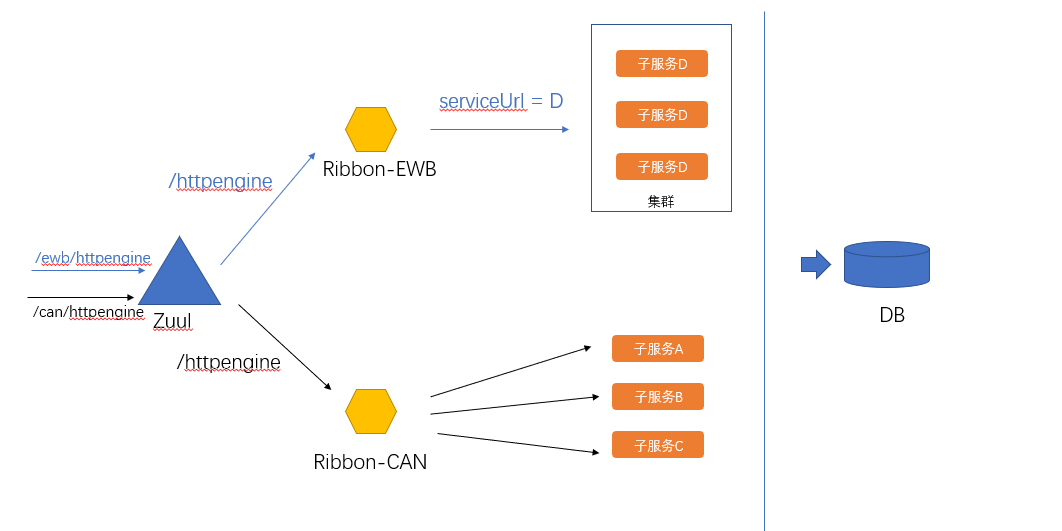 子服务D
serviceUrl = D
子服务D
子服务D
Ribbon-EWB
/httpengine
集群
/ewb/httpengine
/can/httpengine
Zuul
DB
/httpengine
子服务A
子服务B
子服务C
Ribbon-CAN